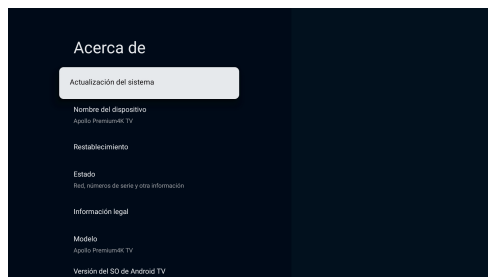 Acerca de
Actualización del sistema
Nombre del dispositivo
Apollo Premium4K TV
Restablecimiento
Estado
Red, números de serie y otra información
Información legal
Modelo
Apollo Premium4K TV
Versión del SO de Android TV